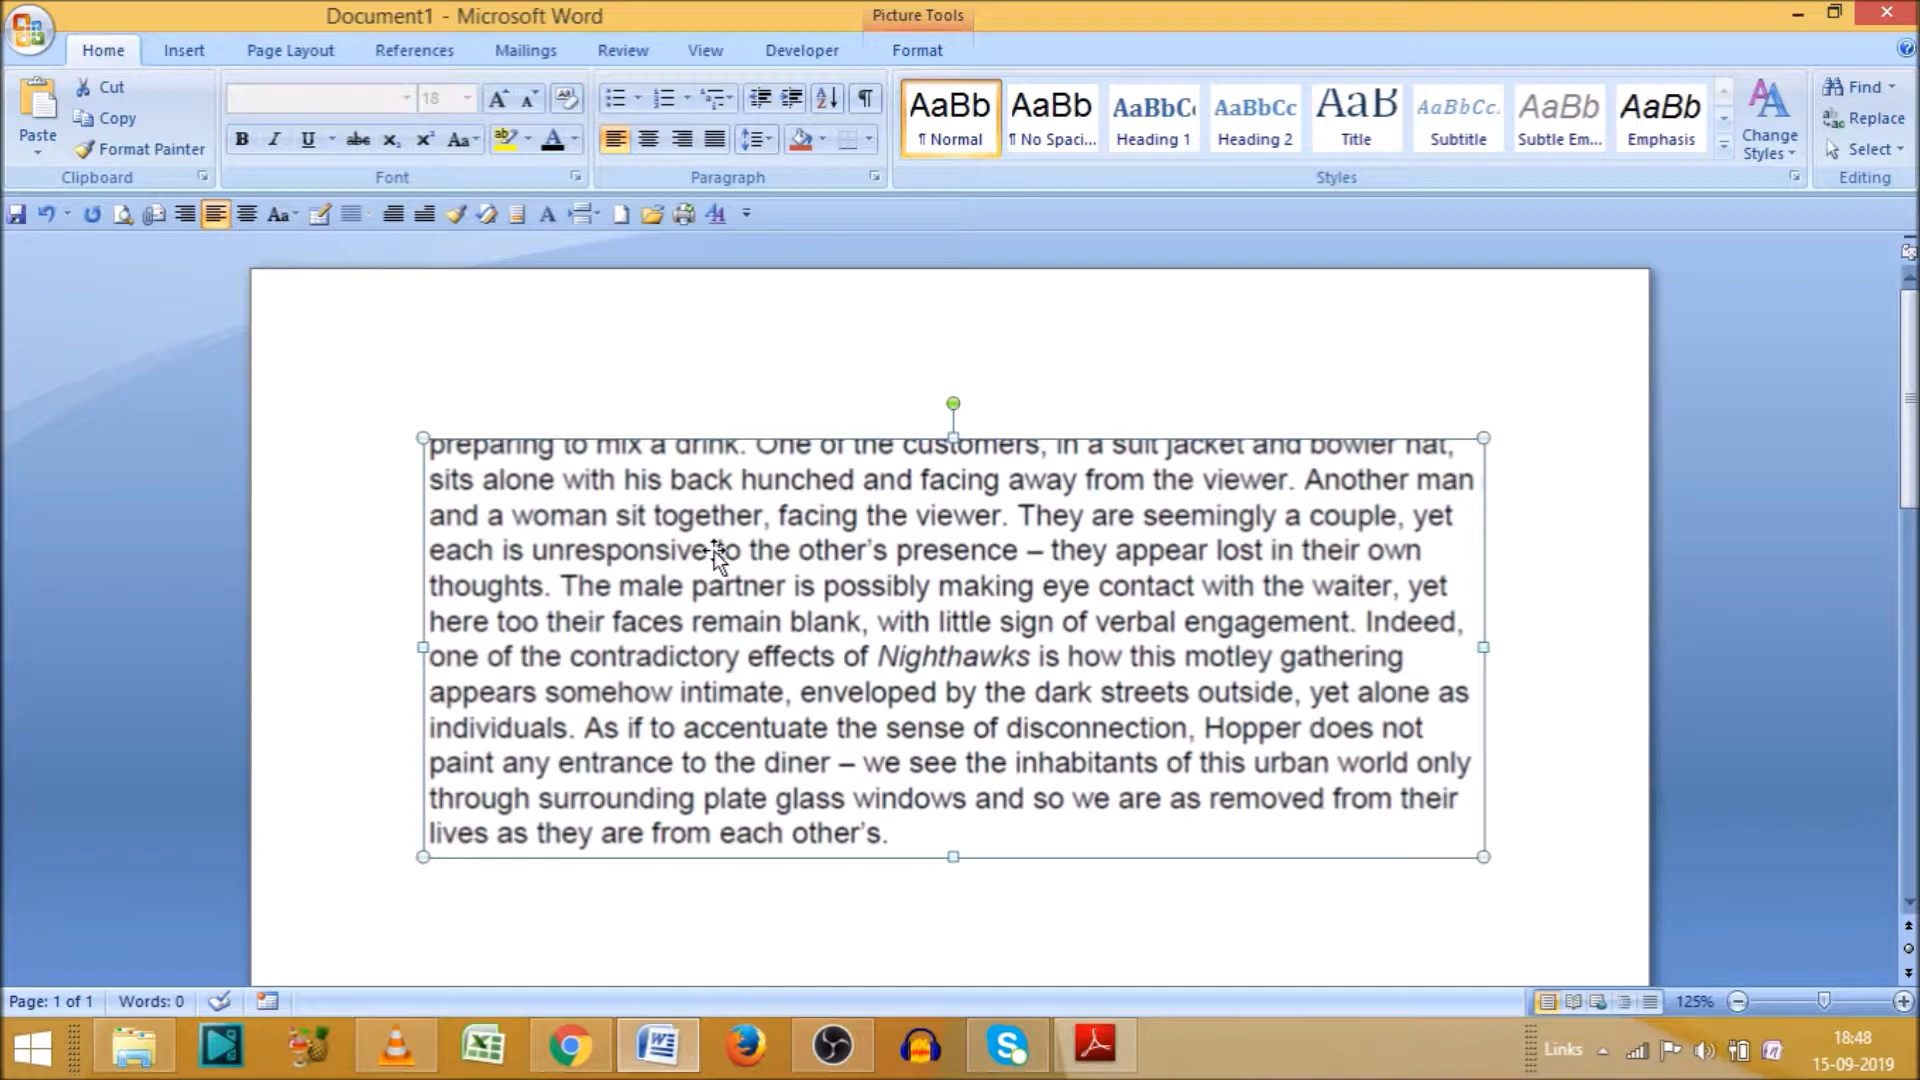 Document1 - Microsoft Word
Picture Tools
Home
Insert
Page Layout
References
Mailings
Review
View
Developer
Format
Paste
Cut
Copy
Format Painter
Clipboard
18
Font
Paragraph
AaBb
¶ Normal
AaBb
¶ No Spaci...
AaBbC
Heading 1
AaBbCc
Heading 2
AaB
Title
AaBbCc.
Subtitle
AaBb
Subtle Em...
AaBb
Emphasis
Change
Styles
Styles
Find
Replace
Select
Editing
preparing to mix a drink. One of the customers, in a suit jacket and bowler hat,
sits alone with his back hunched and facing away from the viewer. Another man
and a woman sit together, facing the viewer. They are seemingly a couple, yet
each is unresponsive to the other’s presence – they appear lost in their own
thoughts. The male partner is possibly making eye contact with the waiter, yet
here too their faces remain blank, with little sign of verbal engagement. Indeed,
one of the contradictory effects of Nighthawks is how this motley gathering
appears somehow intimate, enveloped by the dark streets outside, yet alone as
individuals. As if to accentuate the sense of disconnection, Hopper does not
paint any entrance to the diner – we see the inhabitants of this urban world only
through surrounding plate glass windows and so we are as removed from their
lives as they are from each other’s.
Page: 1 of 1
Words: 0
125%
Links
18:48
15-09-2019